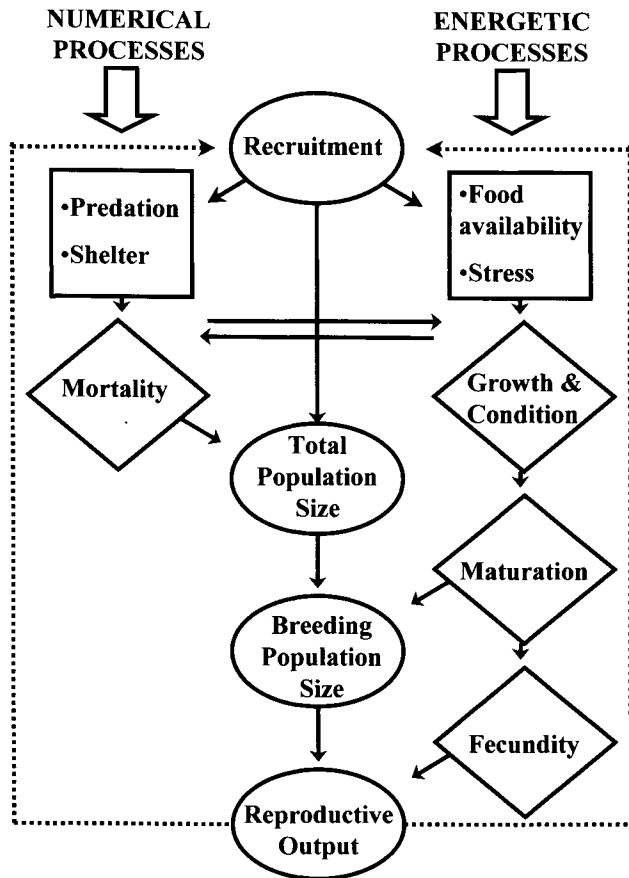 NUMERICAL
PROCESSES
ENERGETIC
PROCESSES
Recruitment
•Predation
•Shelter
•Food
availability
•Stress
Mortality
Growth &
Condition
Total
Population
Size
Maturation
Breeding
Population
Size
Fecundity
Reproductive
Output